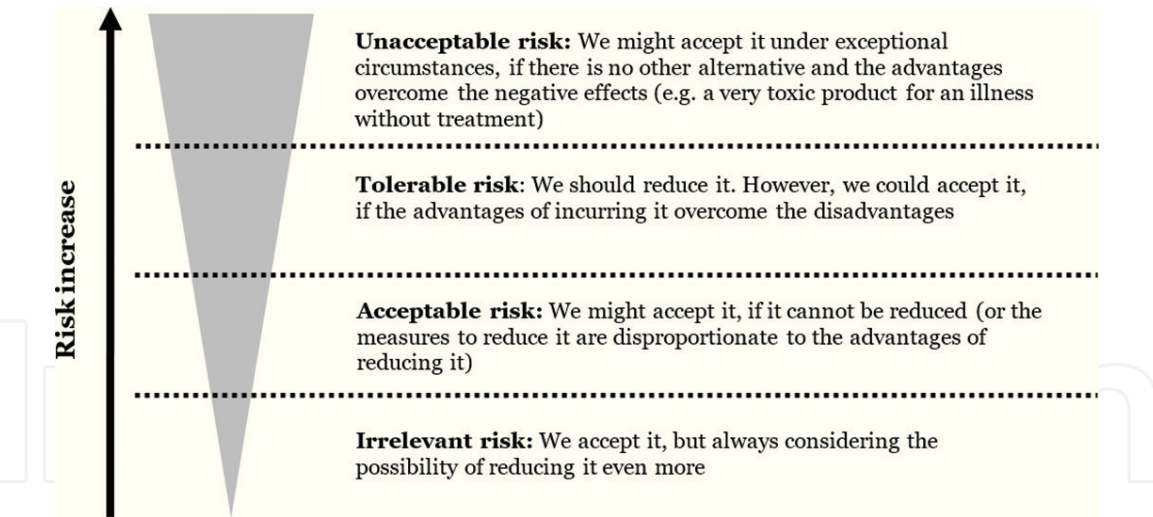 Unacceptable risk: We might accept it under exceptional
circumstances, if there is no other alternative and the advantages
overcome the negative effects (e.g. a very toxic product for an illness
without treatment)
Risk increase
Tolerable risk: We should reduce it. However, we could accept it,
if the advantages of incurring it overcome the disadvantages
Acceptable risk: We might accept it, if it cannot be reduced (or the
measures to reduce it are disproportionate to the advantages of
reducing it)
Irrelevant risk: We accept it, but always considering the
possibility of reducing it even more